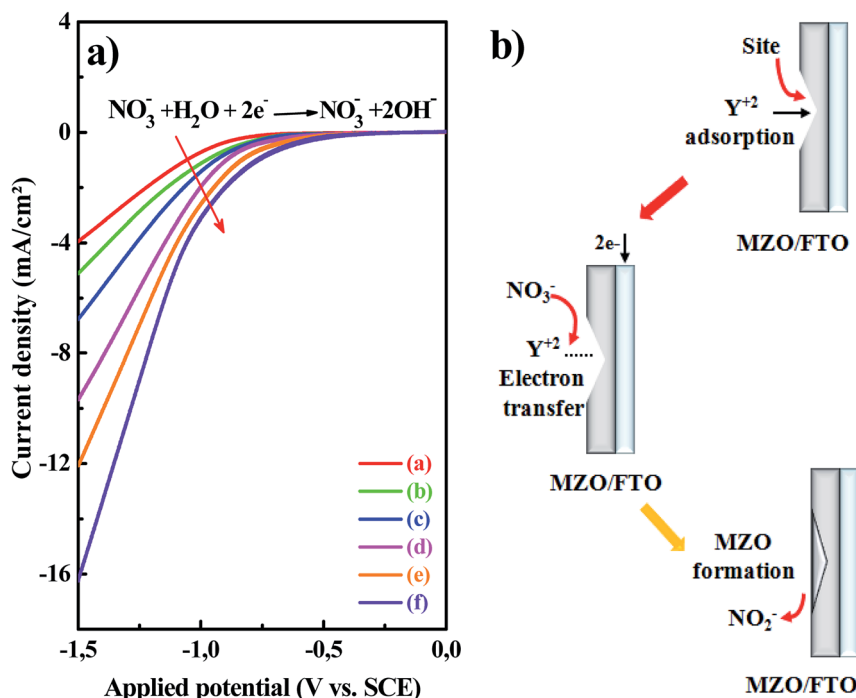 a)
NO₃⁻ +H₂O + 2e⁻ → NO₃⁻ +2OH⁻
Current density (mA/cm²)
4
0
-4
-8
-12
-16
(a)
(b)
(c)
(d)
(e)
(f)
-1,5
-1,0
-0,5
0,0
Applied potential (V vs. SCE)
b)
Site
Y⁺²
adsorption
MZO/FTO
2e-
NO₃⁻
Y⁺²
Electron
transfer
MZO/FTO
MZO
formation
NO₂⁻
MZO/FTO